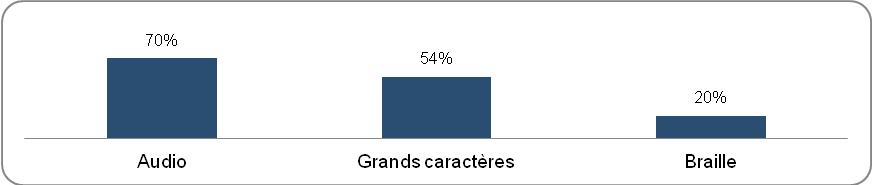 70%
54%
20%
Audio
Grands caractères
Braille